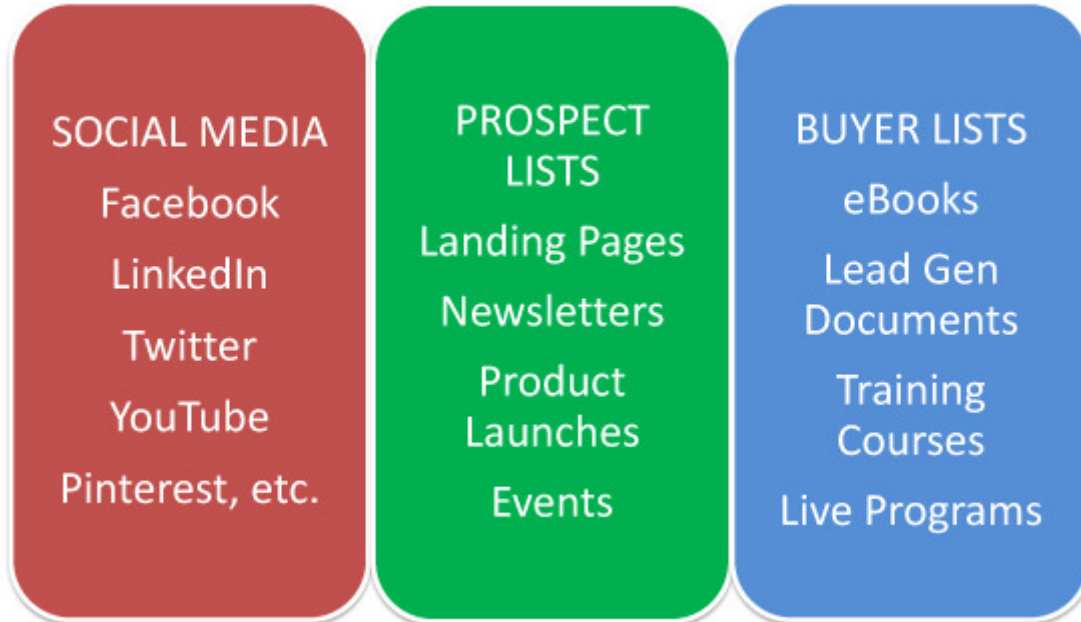 SOCIAL MEDIA
Facebook
LinkedIn
Twitter
YouTube
Pinterest, etc.
PROSPECT
LISTS
Landing Pages
Newsletters
Product
Launches
Events
BUYER LISTS
eBooks
Lead Gen
Documents
Training
Courses
Live Programs